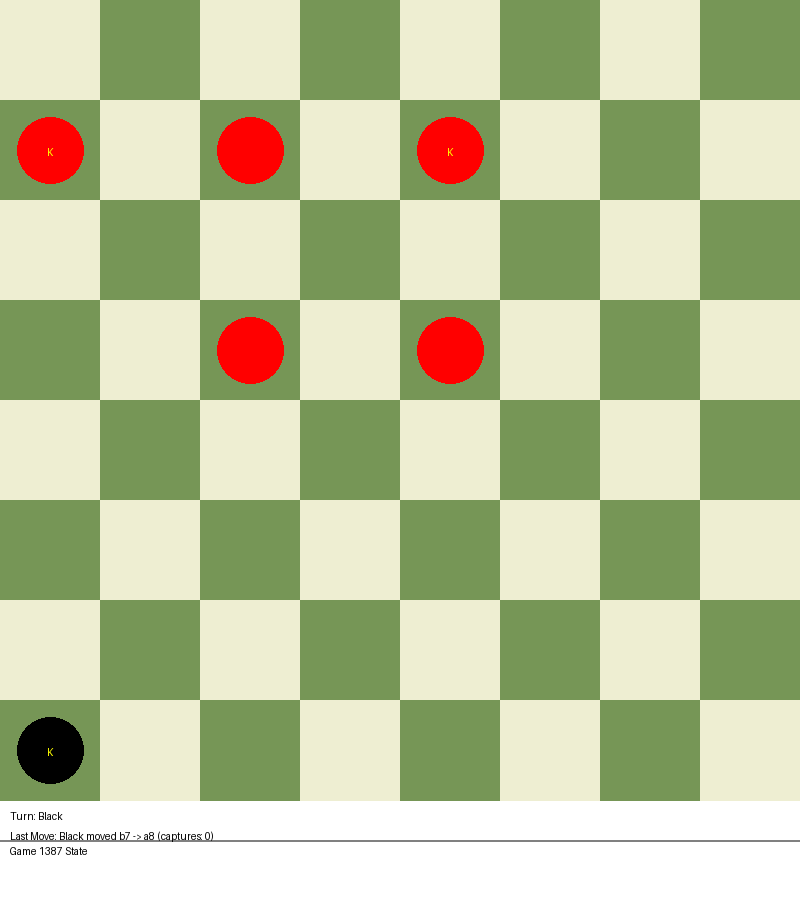 K
K
K
Turn: Black
Last Move: Black moved b7 -> a8 (captures: 0)
Game 1387 State